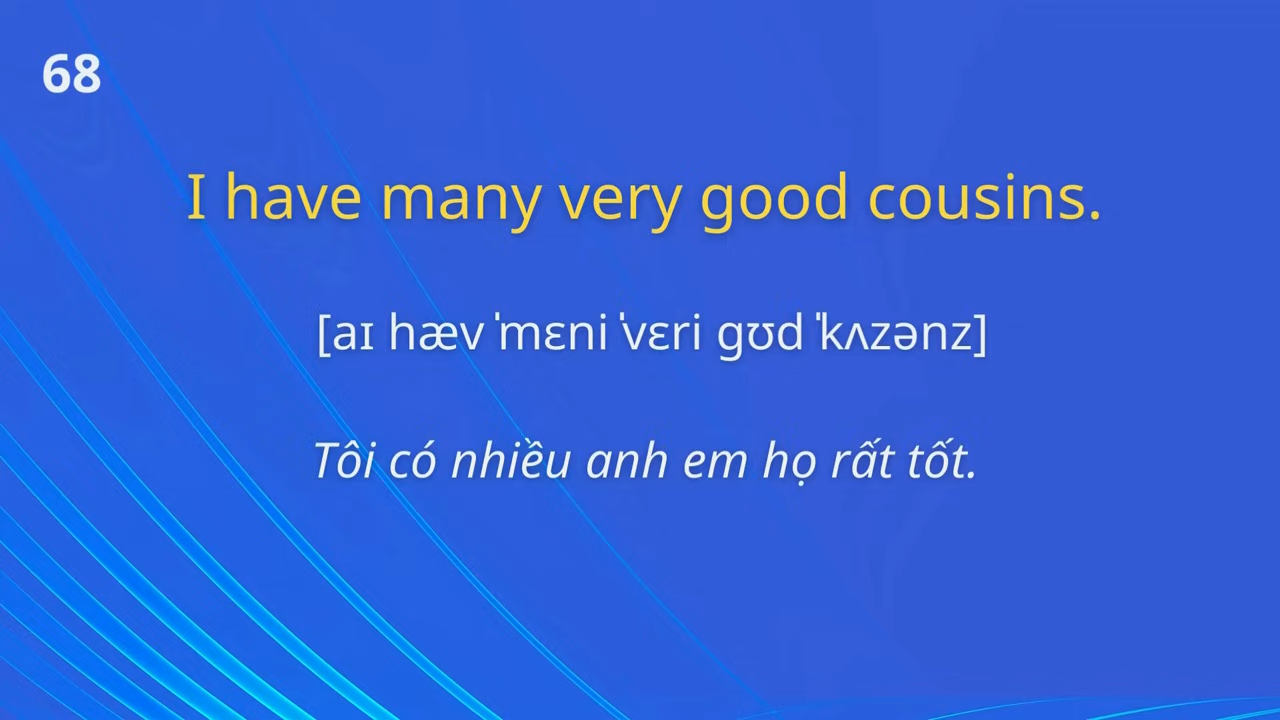 68
I have many very good cousins.
[aɪ hæv ˈmɛni ˈvɛri ɡʊd ˈkʌzənz]
Tôi có nhiều anh em họ rất tốt.